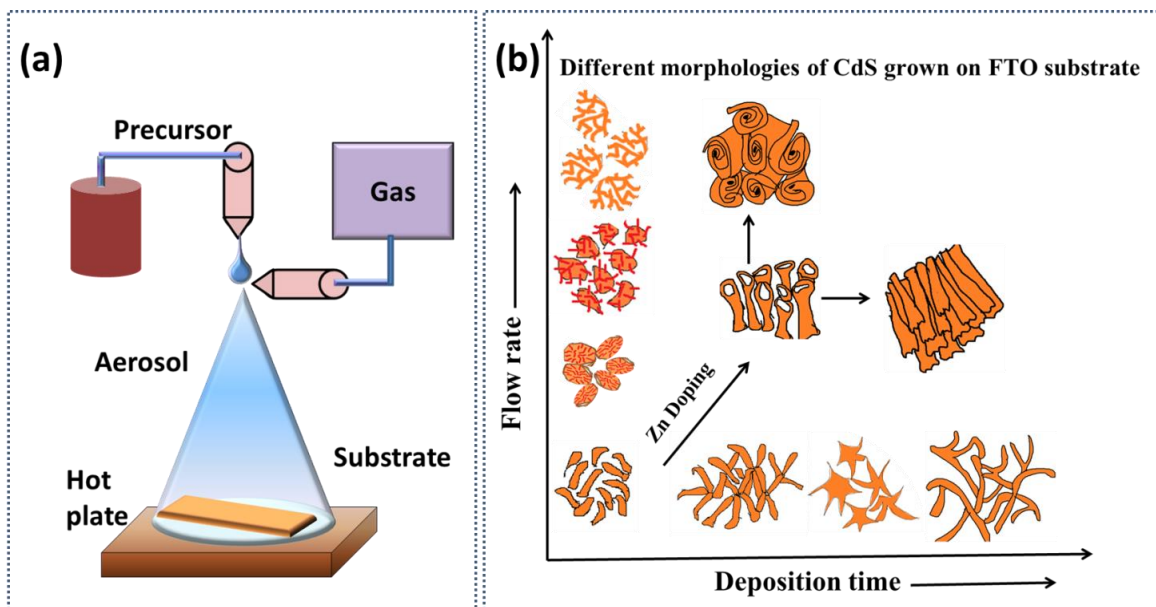 (a)
Precursor
Gas
Aerosol
Substrate
Hot
plate
(b)
Different morphologies of CdS grown on FTO substrate
Flow rate
Zn Doping
Deposition time